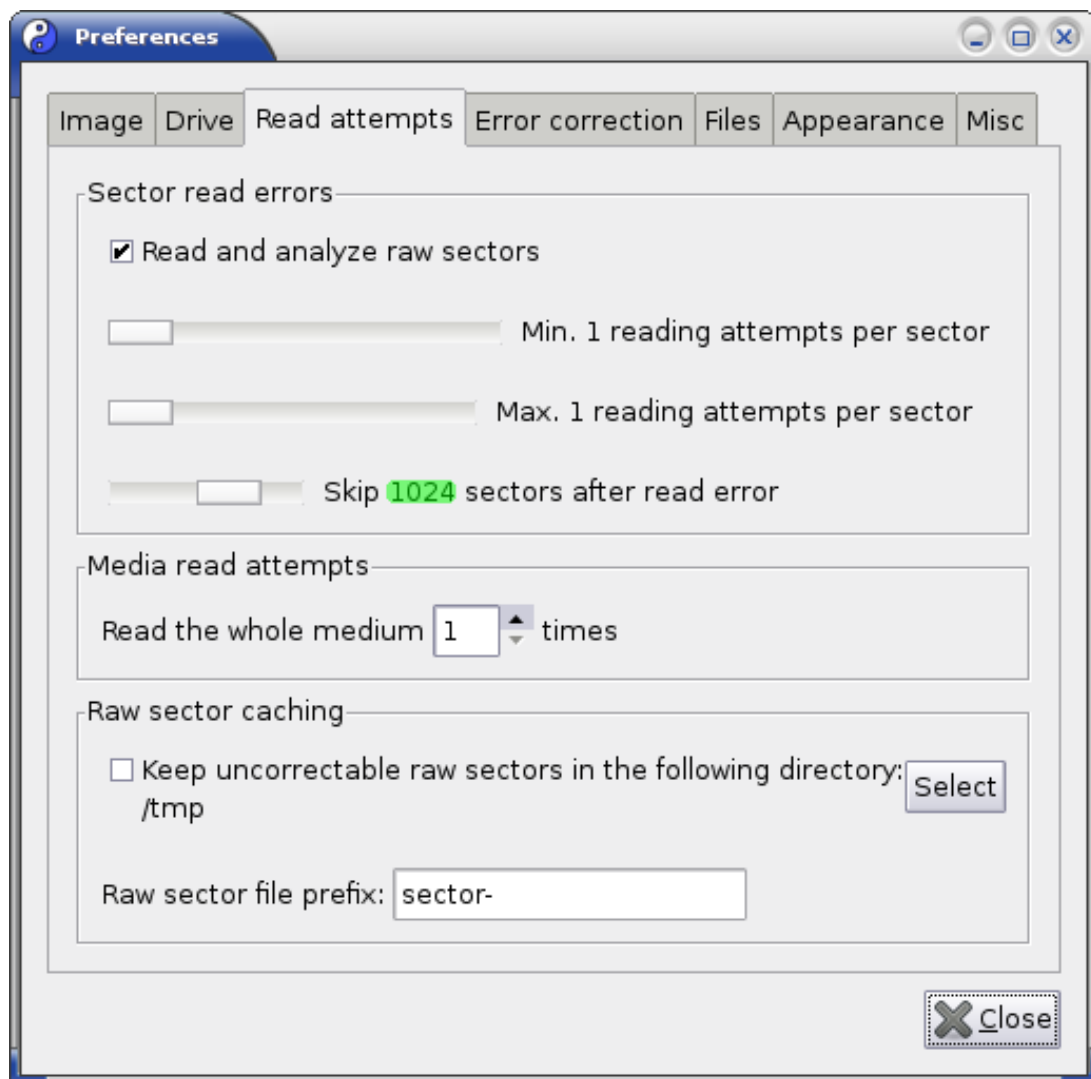 Preferences
Image Drive Read attempts Error correction Files Appearance Misc
Sector read errors
Read and analyze raw sectors
Min. 1 reading attempts per sector
Max. 1 reading attempts per sector
Skip 1024 sectors after read error
Media read attempts
Read the whole medium 1 times
Raw sector caching
Keep uncorrectable raw sectors in the following directory: Select
/tmp
Raw sector file prefix: sector-
Close